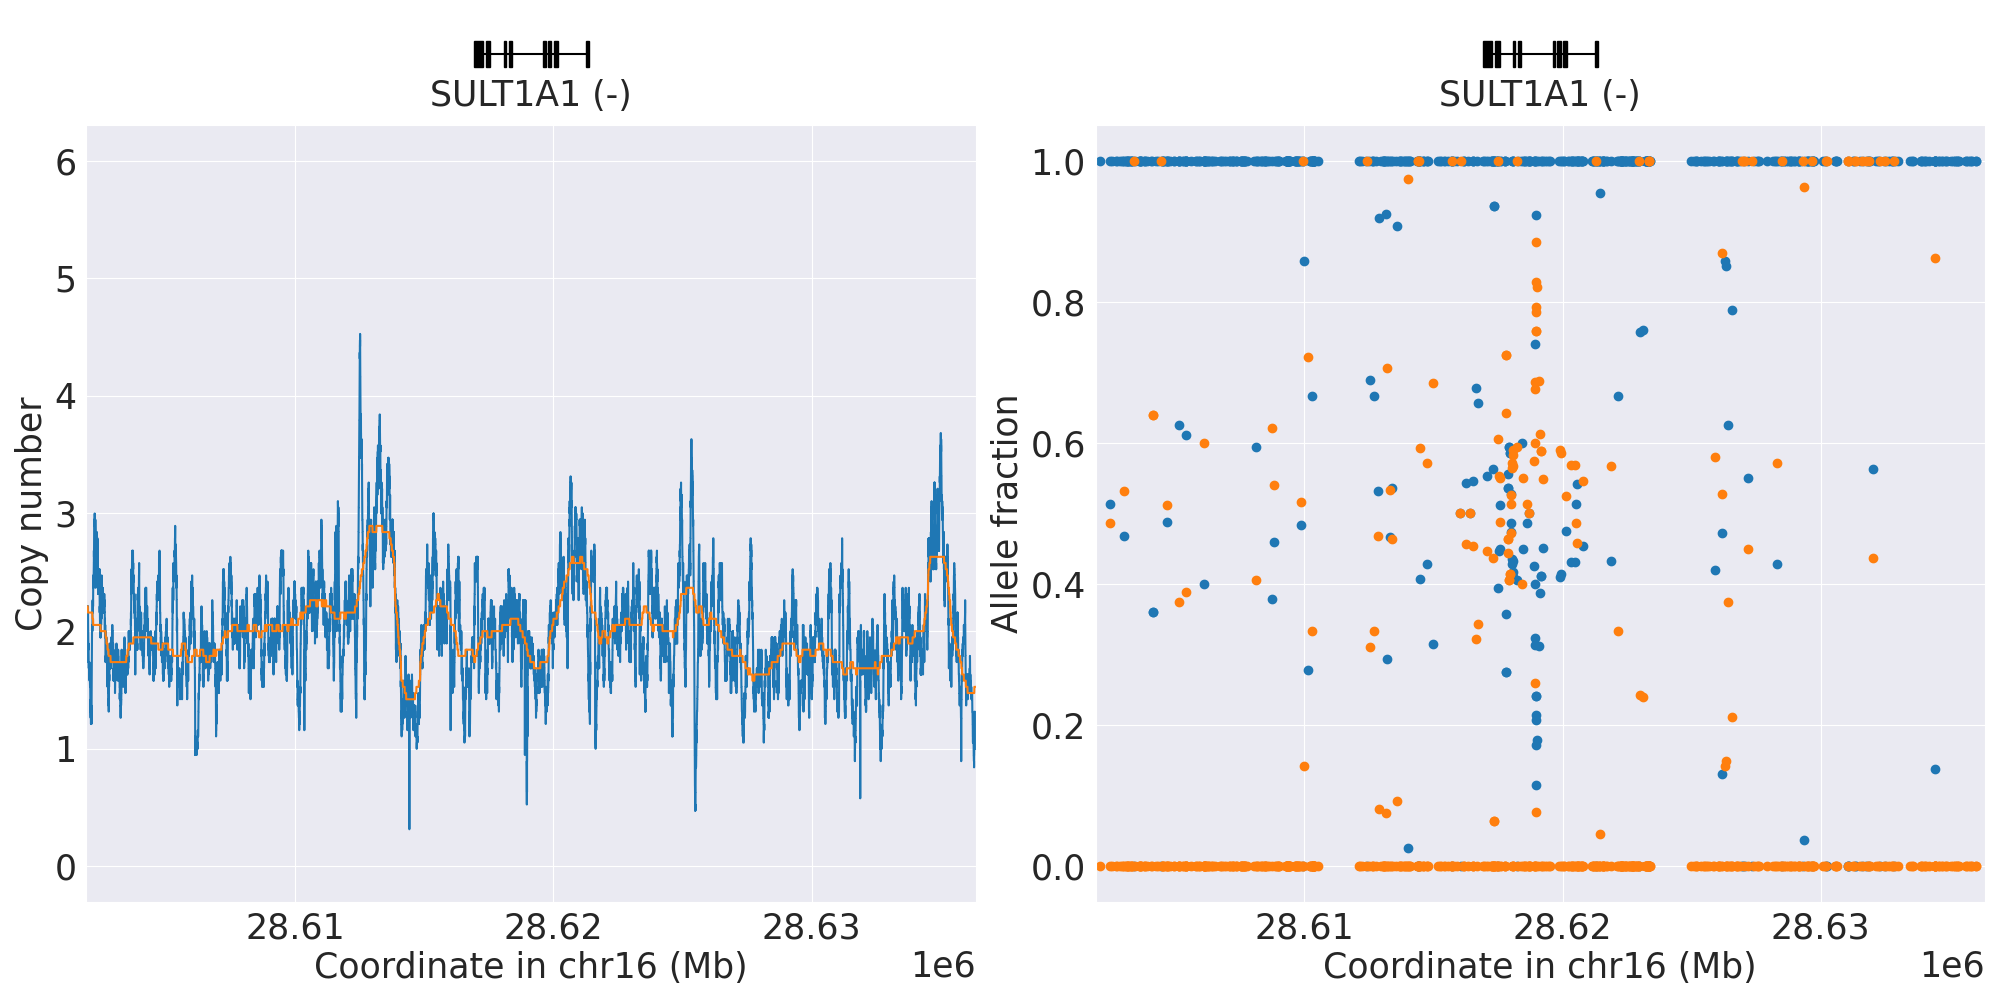 SULT1A1 (-)
6
5
4
3
2
1
0
Copy number
28.61
28.62
28.63
Coordinate in chr16 (Mb)
1e6
SULT1A1 (-)
1.0
0.8
0.6
0.4
0.2
0.0
Allele fraction
28.61
28.62
28.63
Coordinate in chr16 (Mb)
1e6